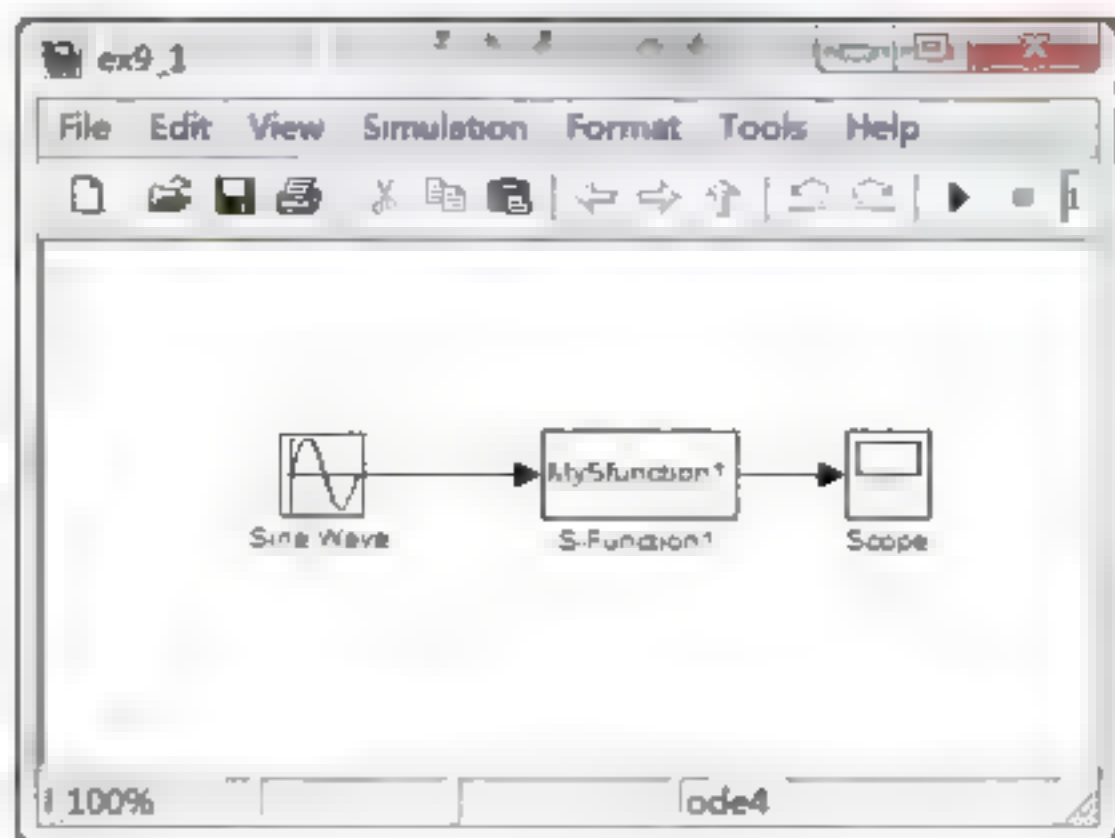 ex9_1
File Edit View Simulation Format Tools Help
MySfunction1
Sine Wave
S-Function1
Scope
100%
ode4